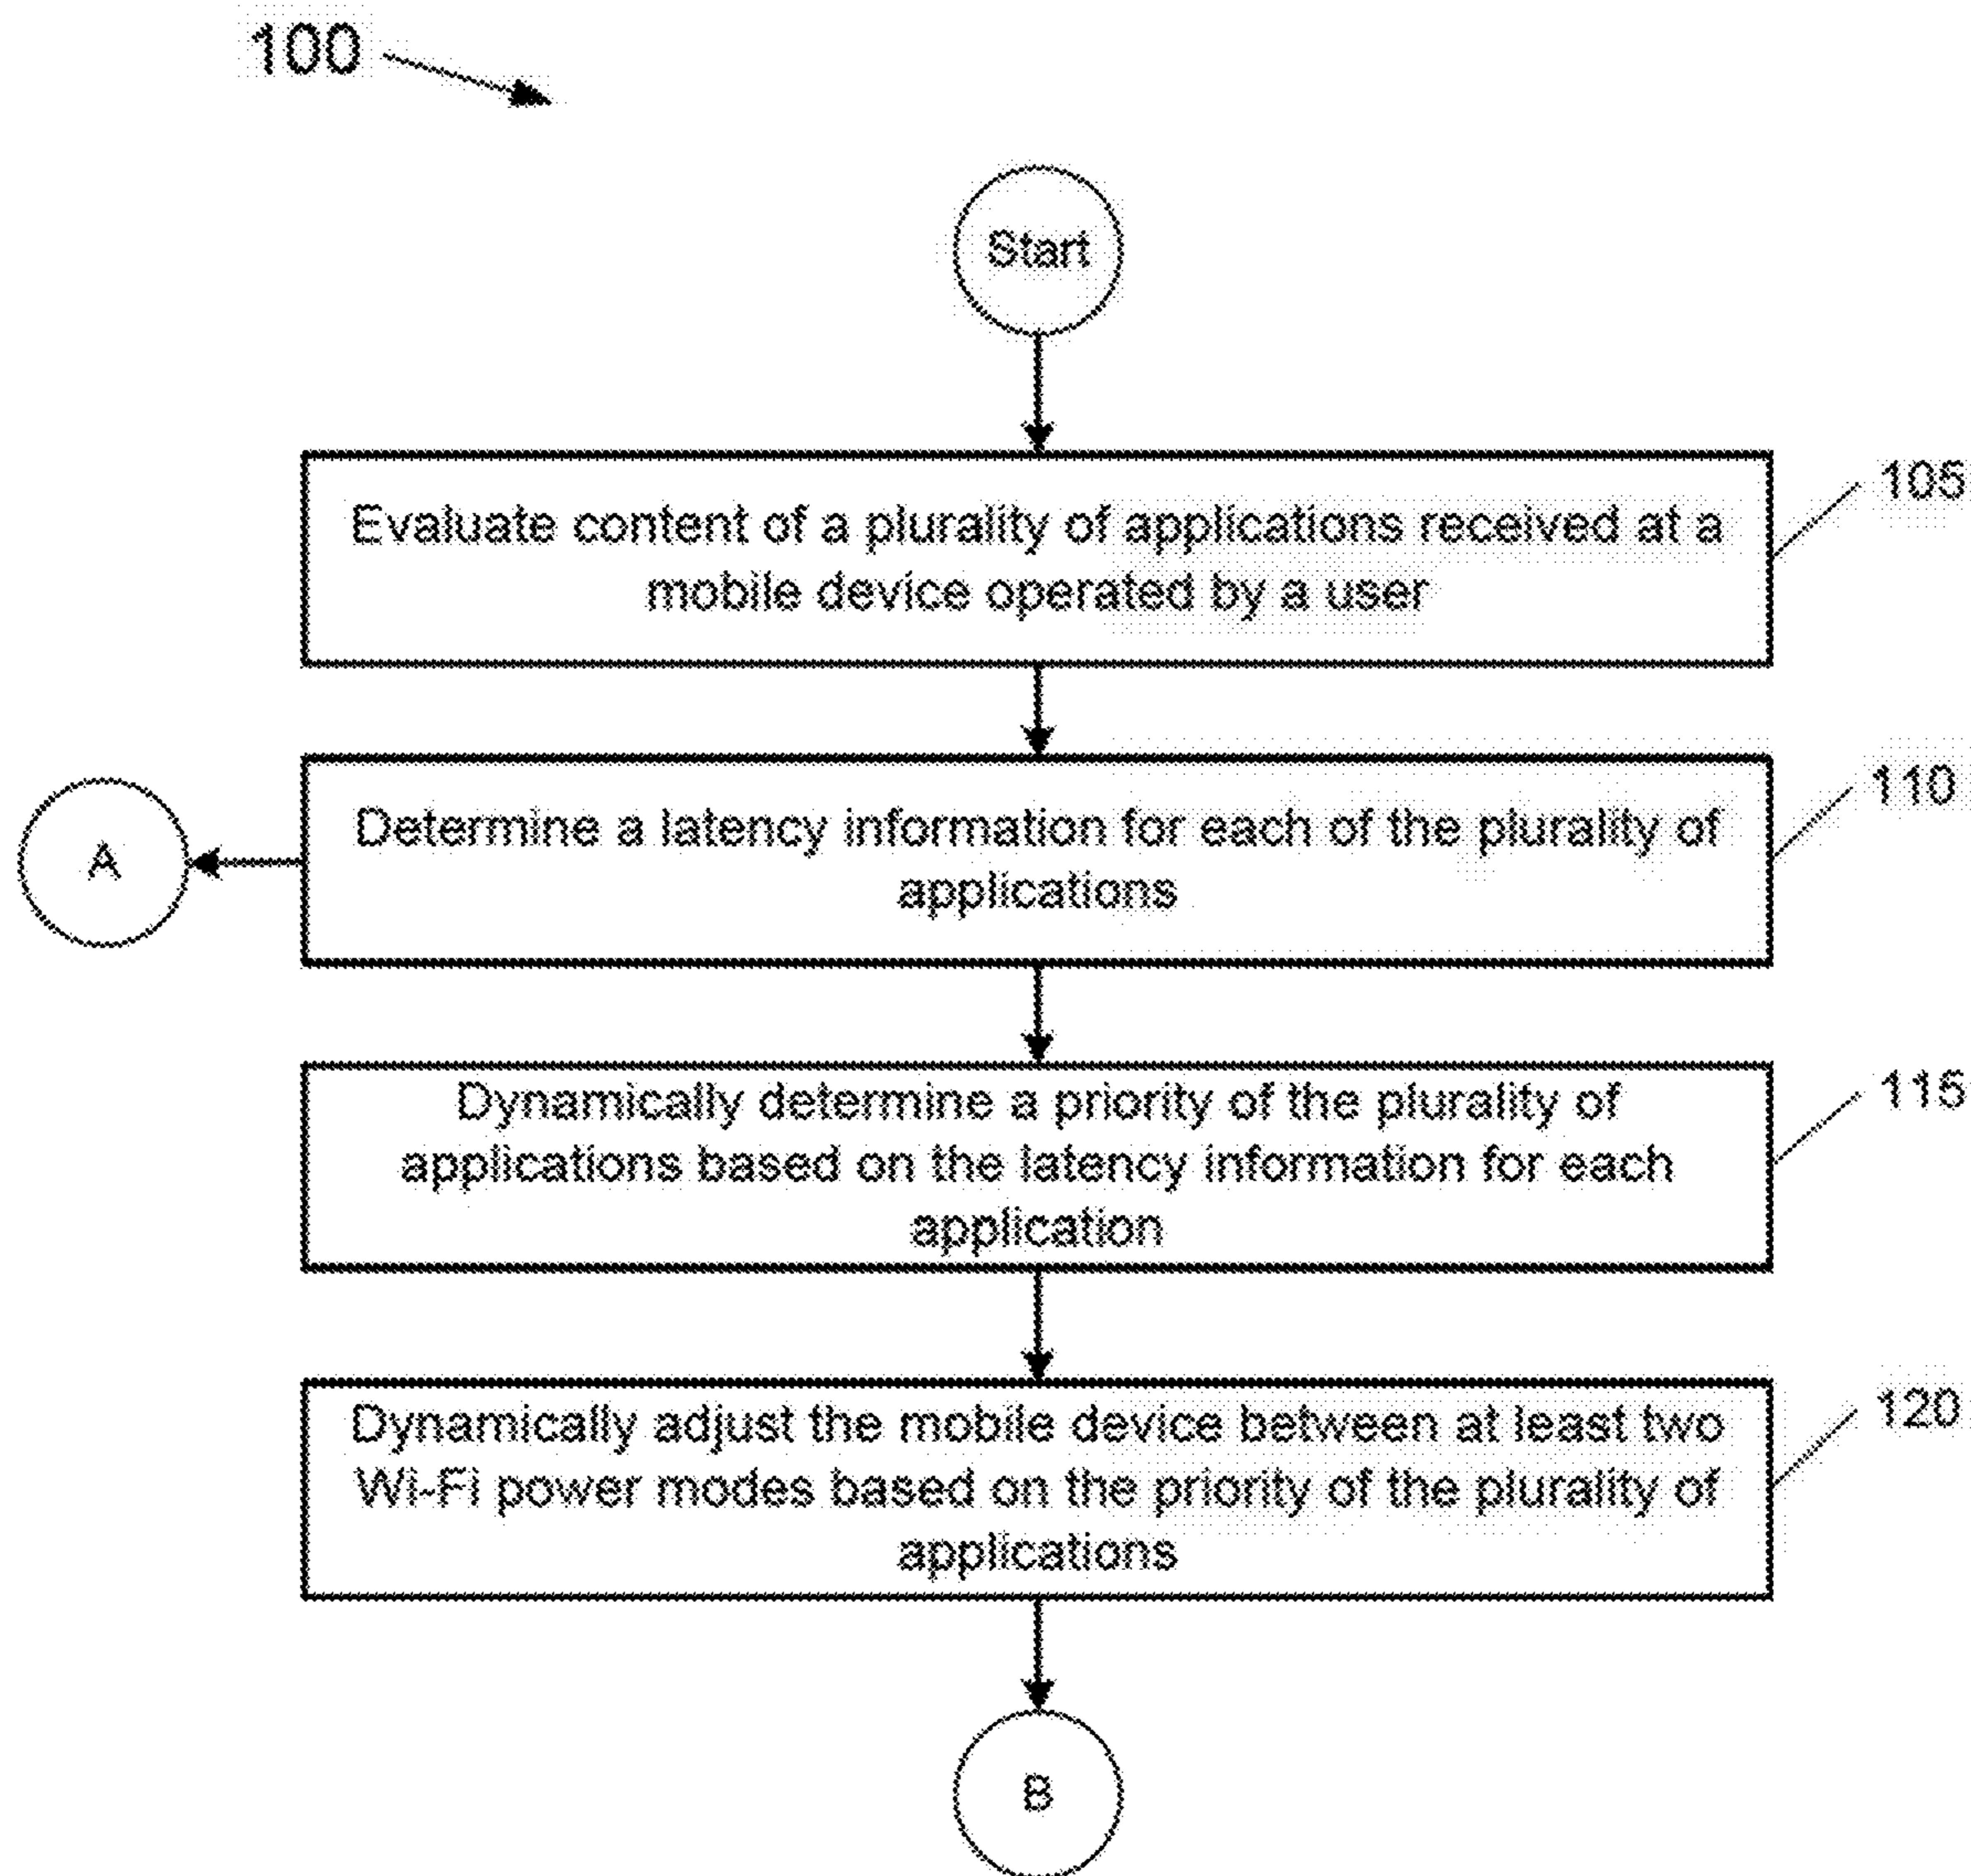 100
Start
Evaluate content of a plurality of applications received at a
mobile device operated by a user
105
Determine a latency information for each of the plurality of
applications
110
A
Dynamically determine a priority of the plurality of
applications based on the latency information for each
application
115
Dynamically adjust the mobile device between at least two
Wi-Fi power modes based on the priority of the plurality of
applications
120
B